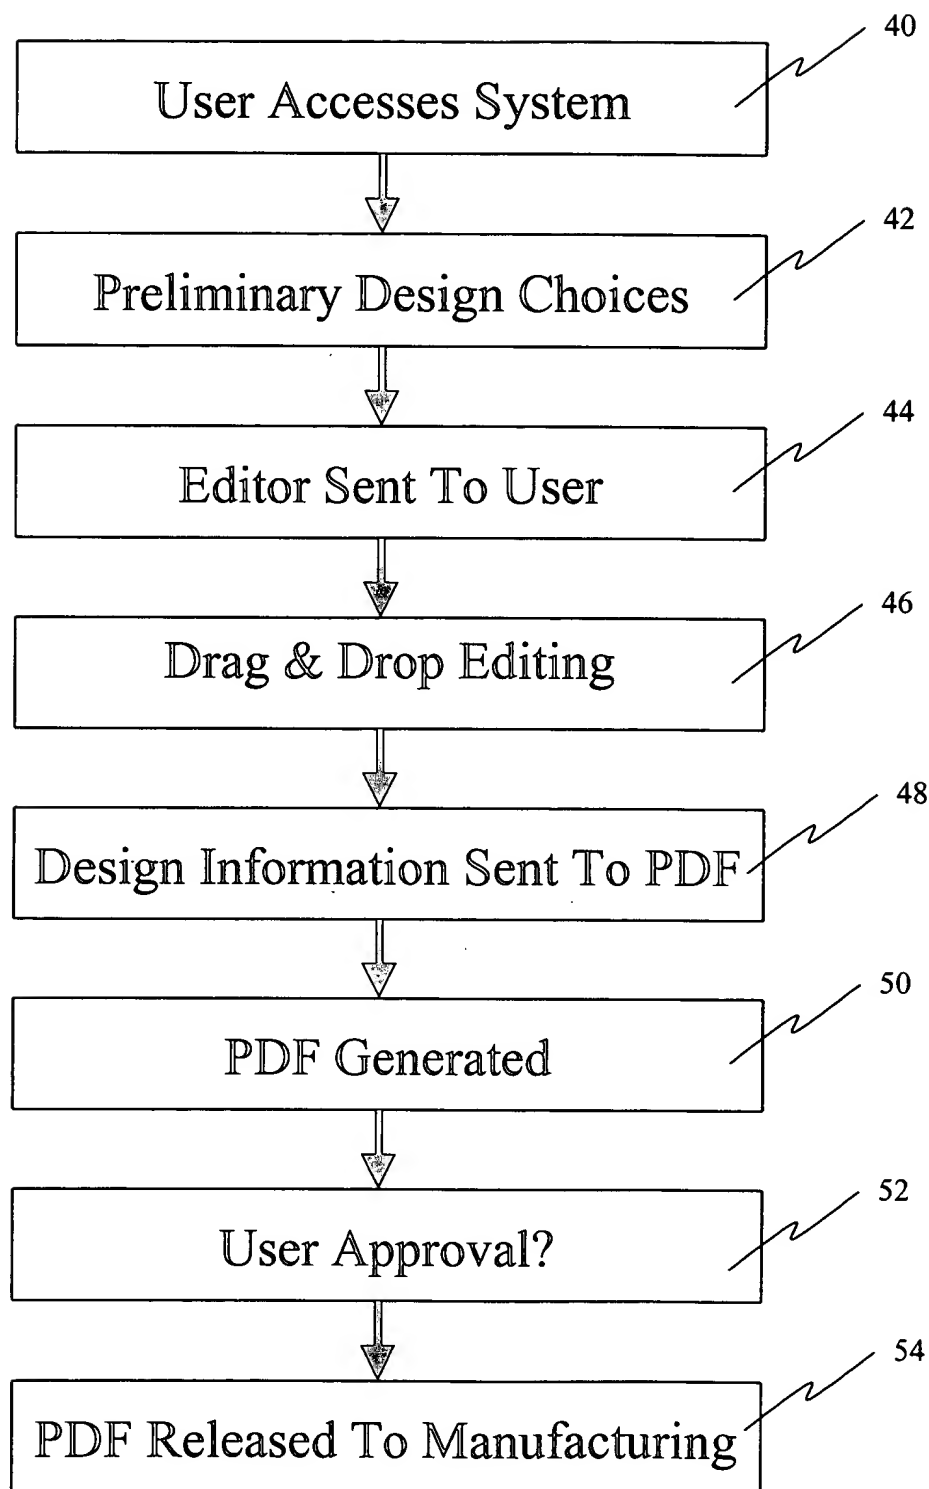 40
User Accesses System
42
Preliminary Design Choices
44
Editor Sent To User
46
Drag & Drop Editing
48
Design Information Sent To PDF
50
PDF Generated
52
User Approval?
54
PDF Released To Manufacturing